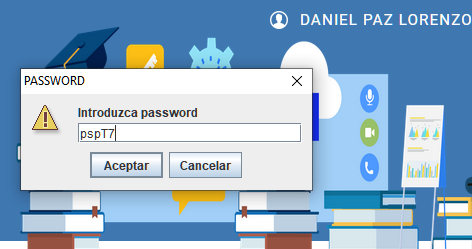 DANIEL PAZ LORENZO
PASSWORD
Introduzca password
pspT7
Aceptar
Cancelar